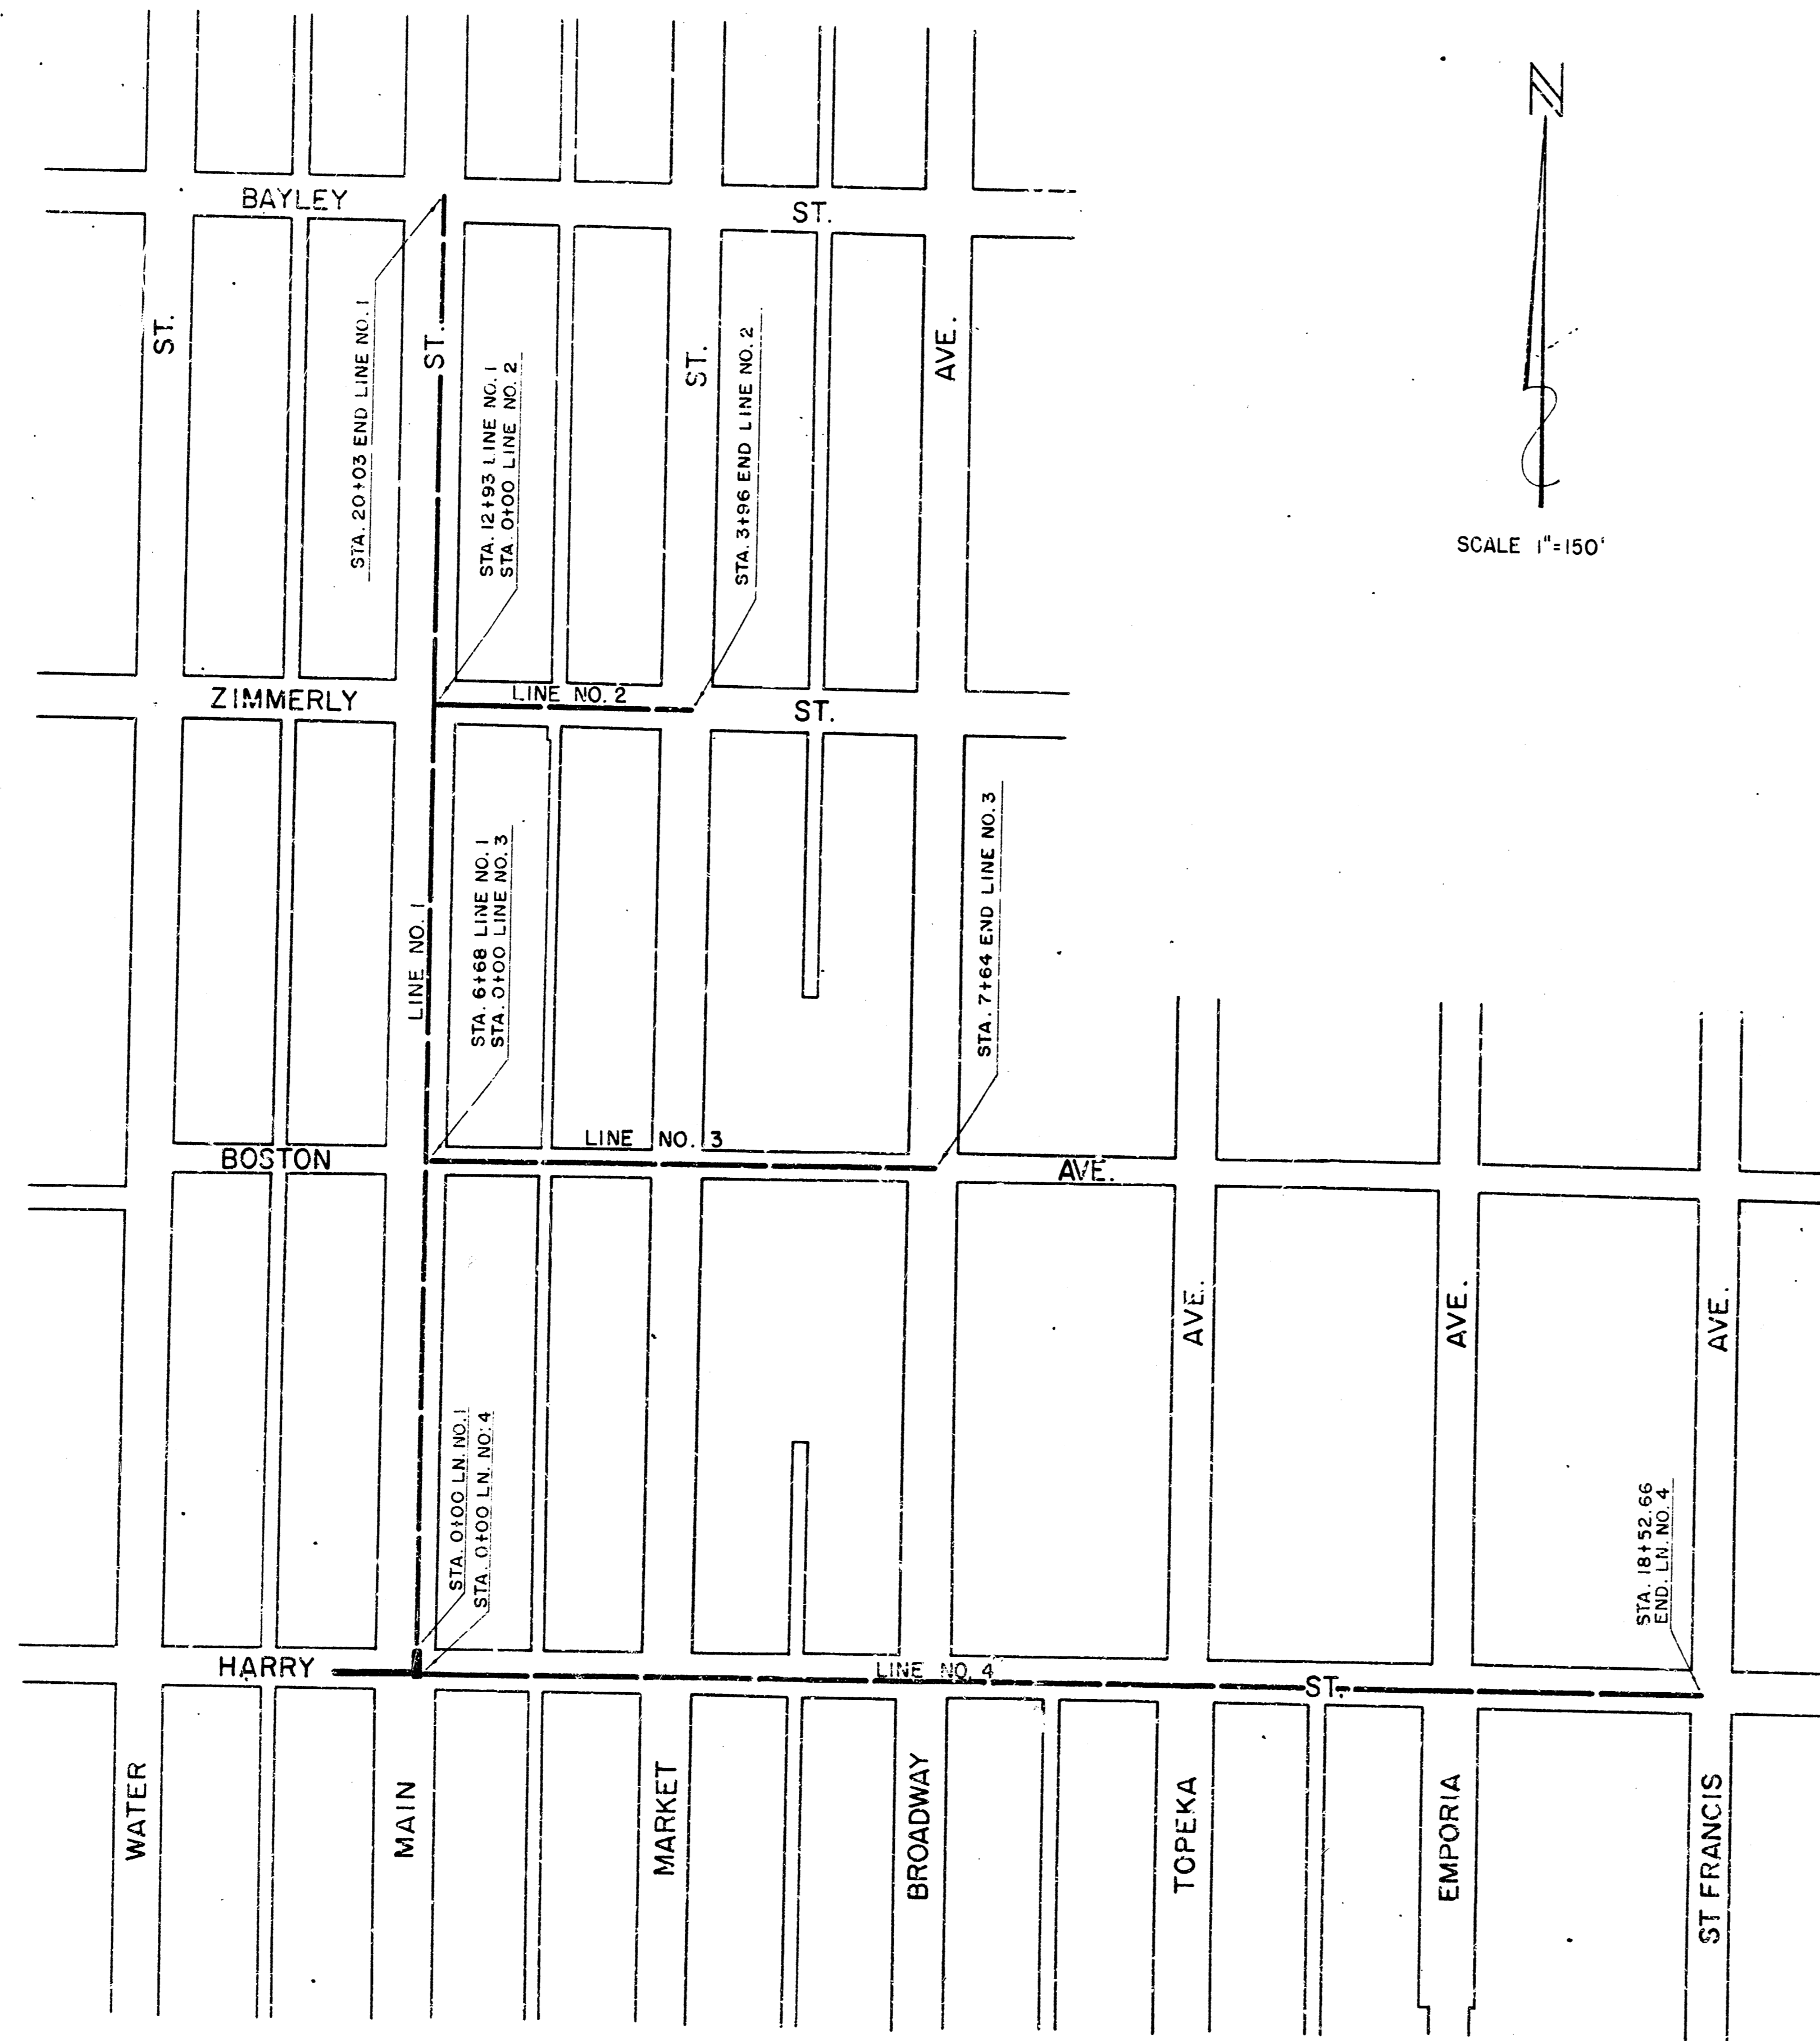 N
SCALE 1"=150'
BAYLEY
ST.
ST.
ST.
ST.
AVE.
STA. 20+03 END LINE NO. 1
STA. 12+93 LINE NO. 1
STA. 0+00 LINE NO. 2
STA. 3+96 END LINE NO. 2
ZIMMERLY
LINE NO. 2
ST.
LINE NO. 1
STA. 6+68 LINE NO. 1
STA. 0+00 LINE NO. 3
STA. 7+64 END LINE NO. 3
BOSTON
LINE NO. 3
AVE.
AVE.
AVE.
AVE.
STA. 0+00 LN. NO. 1
STA. 0+00 LN. NO. 4
STA. 18+52.66
END. LN. NO. 4
HARRY
LINE NO. 4
ST.
WATER
MAIN
MARKET
BROADWAY
TOPEKA
EMPORIA
ST FRANCIS